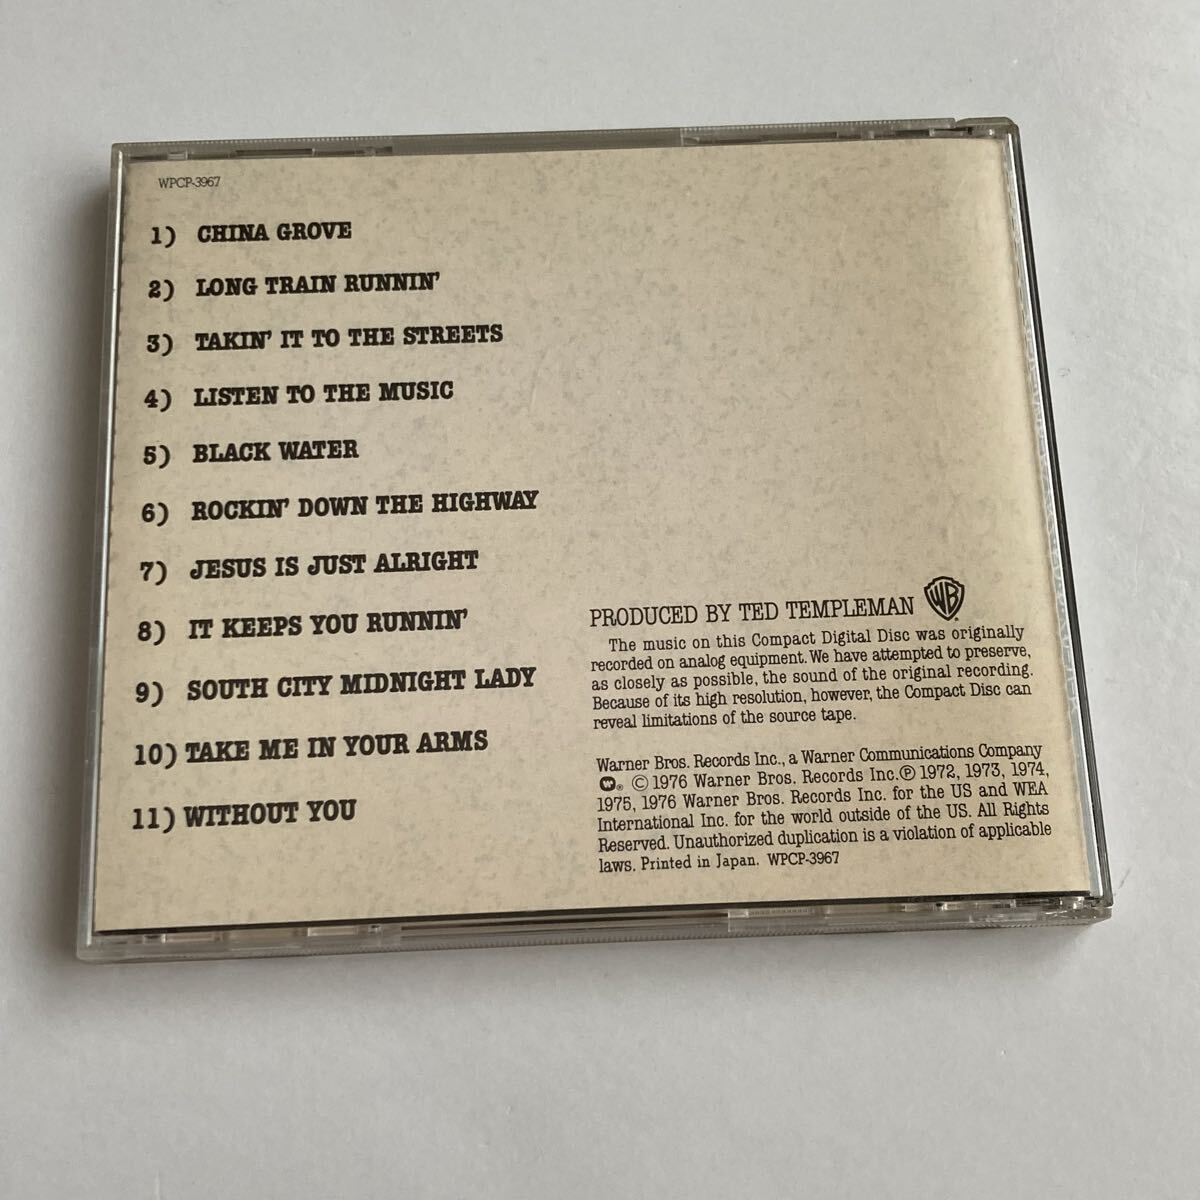 WPCP-3967
1) CHINA GROVE
2) LONG TRAIN RUNNIN'
3) TAKIN' IT TO THE STREETS
4) LISTEN TO THE MUSIC
5) BLACK WATER
6) ROCKIN' DOWN THE HIGHWAY
7) JESUS IS JUST ALRIGHT
8) IT KEEPS YOU RUNNIN'
9) SOUTH CITY MIDNIGHT LADY
10) TAKE ME IN YOUR ARMS
11) WITHOUT YOU
PRODUCED BY TED TEMPLEMAN WB
The music on this Compact Digital Disc was originally
recorded on analog equipment. We have attempted to preserve,
as closely as possible, the sound of the original recording.
Because of its high resolution, however, the Compact Disc can
reveal limitations of the source tape.
Warner Bros. Records Inc., a Warner Communications Company
®. © 1976 Warner Bros. Records Inc. ℗ 1972, 1973, 1974,
1975, 1976 Warner Bros. Records Inc. for the US and WEA
International Inc. for the world outside of the US. All Rights
Reserved. Unauthorized duplication is a violation of applicable
laws. Printed in Japan. WPCP-3967